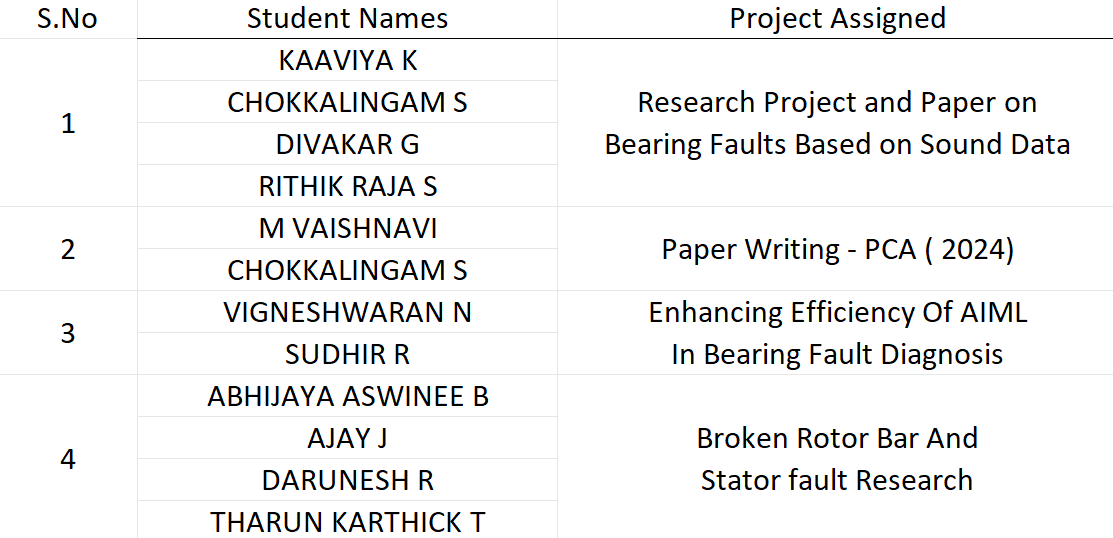 S.No Student Names Project Assigned
1
KAAVIYA K
CHOKKALINGAM S
DIVAKAR G
RITHIK RAJA S
Research Project and Paper on
Bearing Faults Based on Sound Data
2
M VAISHNAVI
CHOKKALINGAM S
Paper Writing - PCA ( 2024)
3
VIGNESHWARAN N
SUDHIR R
Enhancing Efficiency Of AIML
In Bearing Fault Diagnosis
4
ABHIJAYA ASWINEE B
AJAY J
DARUNESH R
THARUN KARTHICK T
Broken Rotor Bar And
Stator fault Research